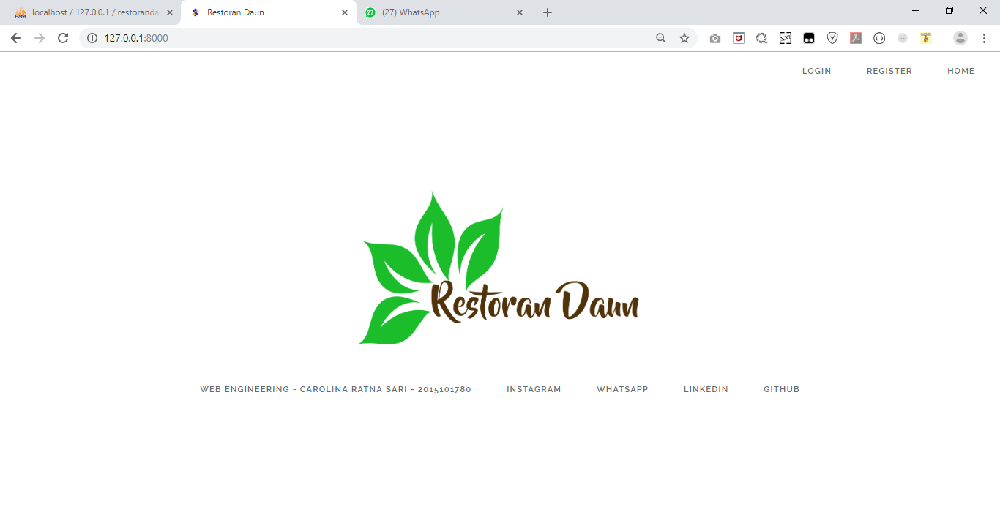 localhost / 127.0.0.1 / restoranda
Restoran Daun
(27) WhatsApp
127.0.0.1:8000
LOGIN
REGISTER
HOME
Restoran Daun
WEB ENGINEERING - CAROLINA RATNA SARI - 2015101780
INSTAGRAM
WHATSAPP
LINKEDIN
GITHUB